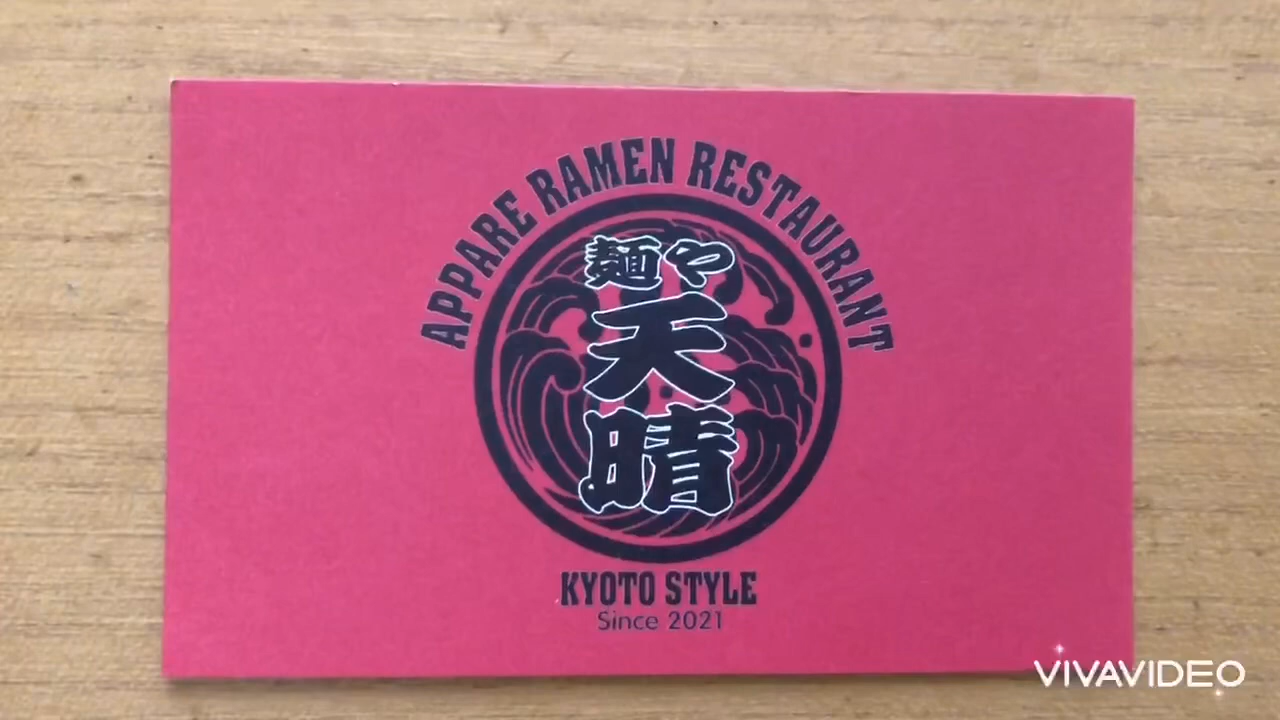 APPARE RAMEN RESTAURANT
麺や
天
晴
KYOTO STYLE
Since 2021
VIVAVIDEO